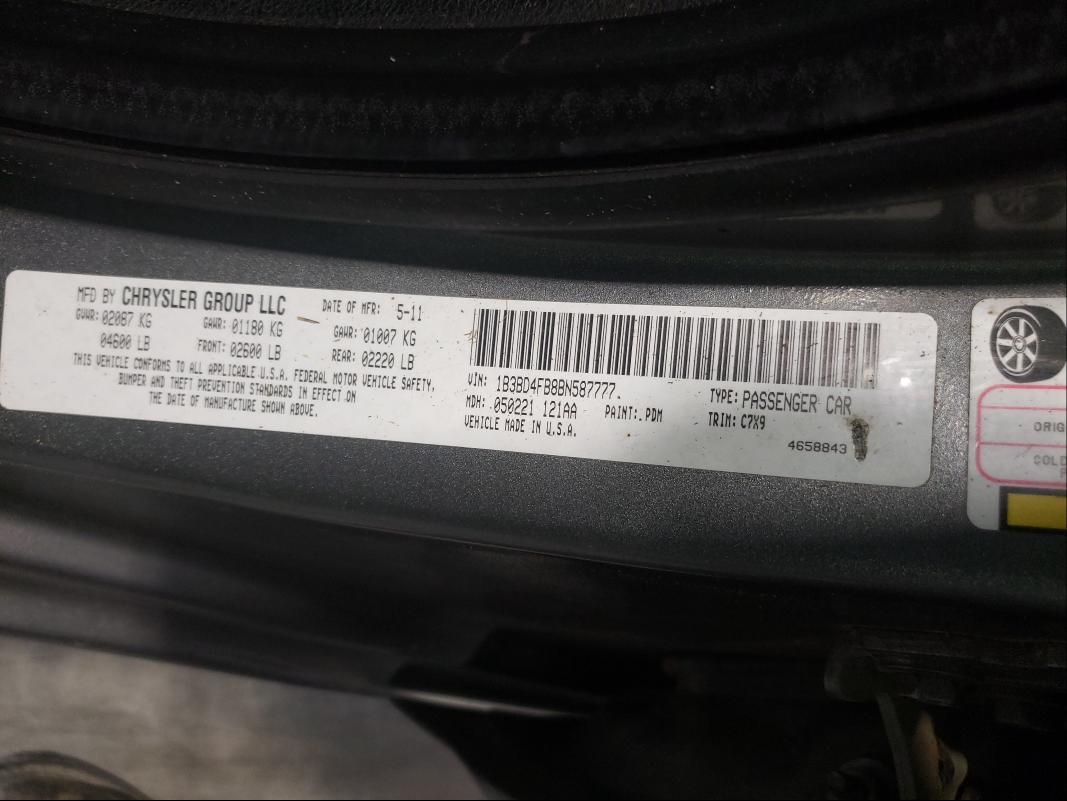 MFD BY CHRYSLER GROUP LLC DATE OF MFR: 5-11
GVWR: 02087 KG GAWR: 01180 KG GAWR: 01007 KG
04600 LB FRONT: 02600 LB REAR: 02220 LB
THIS VEHICLE CONFORMS TO ALL APPLICABLE U.S.A. FEDERAL MOTOR VEHICLE SAFETY,
BUMPER AND THEFT PREVENTION STANDARDS IN EFFECT ON
THE DATE OF MANUFACTURE SHOWN ABOVE.
VIN: 1B3BD4FB8BN587777. TYPE: PASSENGER CAR
MDH: 050221 121AA PAINT: PDM TRIM: C7X9
VEHICLE MADE IN U.S.A.
4658843
ORIG
COLD